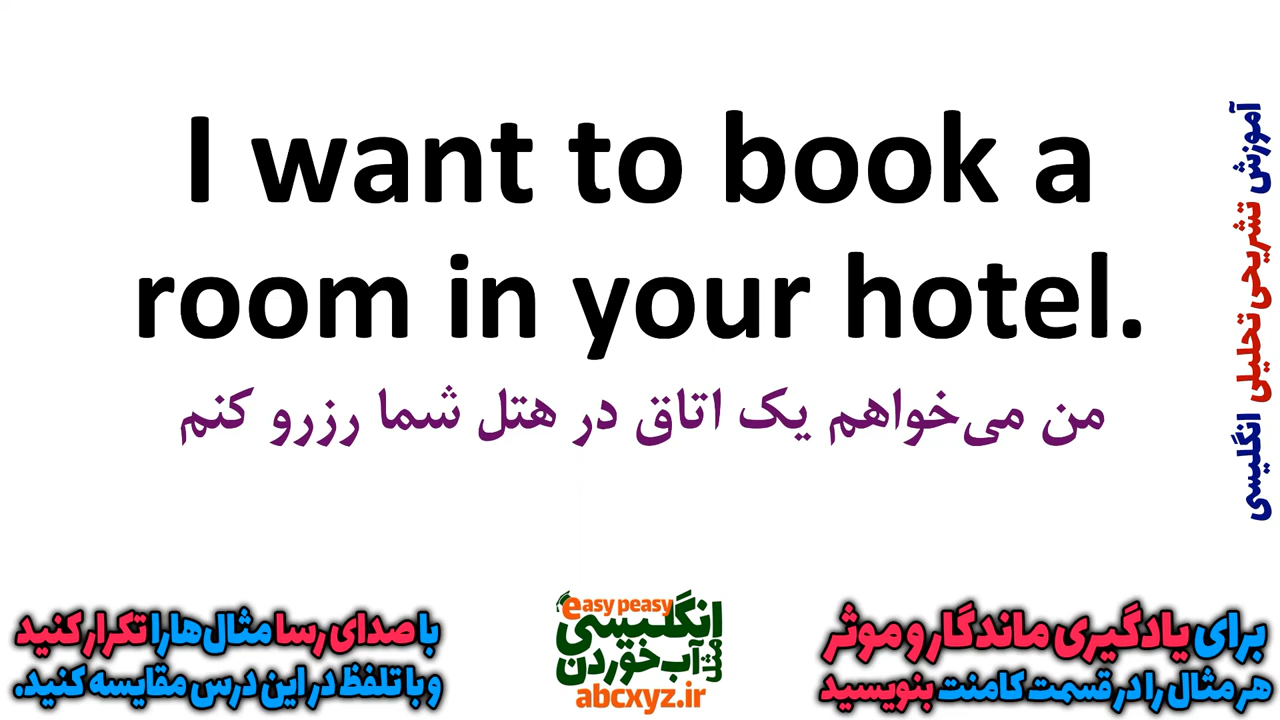 I want to book a
room in your hotel.
من می‌خواهم یک اتاق در هتل شما رزرو کنم
آموزش تشریحی تحلیلی انگلیسی
برای یادگیری ماندگار و موثر
هر مثال را در قسمت کامنت بنویسید
easy peasy
انگلیسی
مثل آب خوردن
abcxyz.ir
با صدای رسا مثال‌ها را تکرار کنید
و با تلفظ در این درس مقایسه کنید.